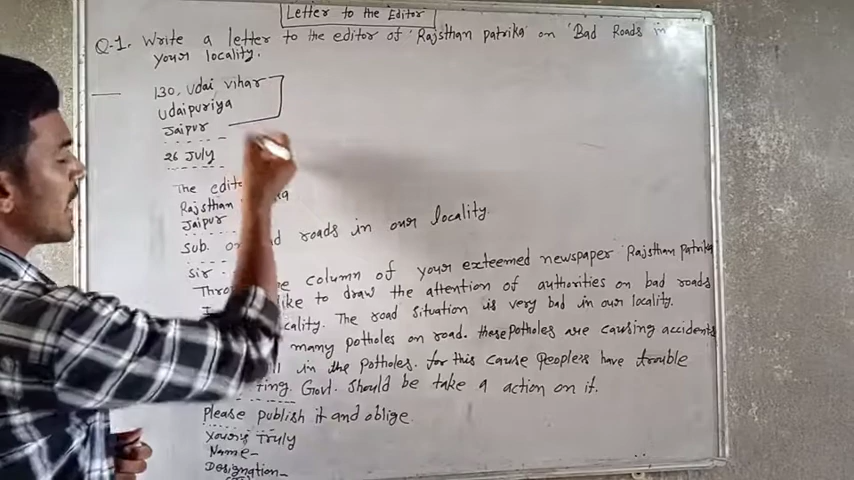 Letter to the Editor
Q-1. Write a letter to the editor of 'Rajsthan patrika' on 'Bad Roads in
your locality.
130, Udai vihar
Udaipuriya
Jaipur
26 July
The
Rajsthan
Jaipur
Sub. roads in our locality.
Sir
column of your exteemed newspaper 'Rajsthan Patrika
like to draw the attention of authorities on bad roads
locality. The road situation is very bad in our locality.
many potholes on road. these Potholes are causing accidents
in the Potholes. for this cause Peoples have trouble
Govt. should be take a action on it.
Please publish it and oblige.
Yours Truly
Name-
Designation-